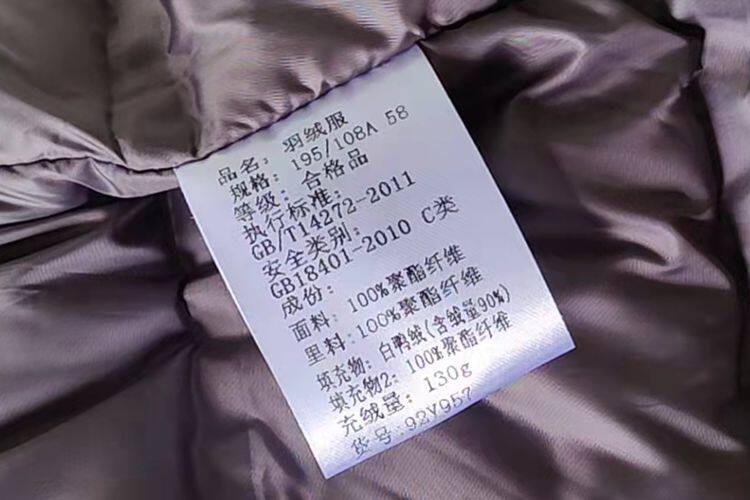 品名: 羽绒服
规格: 195/108A 58
等级: 合格品
执行标准:
GB/T14272-2011
安全类别:
GB18401-2010 C类
成份:
面料: 100%聚酯纤维
里料: 100%聚酯纤维
填充物: 白鸭绒(含绒量90%)
填充物2: 100%聚酯纤维
充绒量: 130g
货号: 92Y957